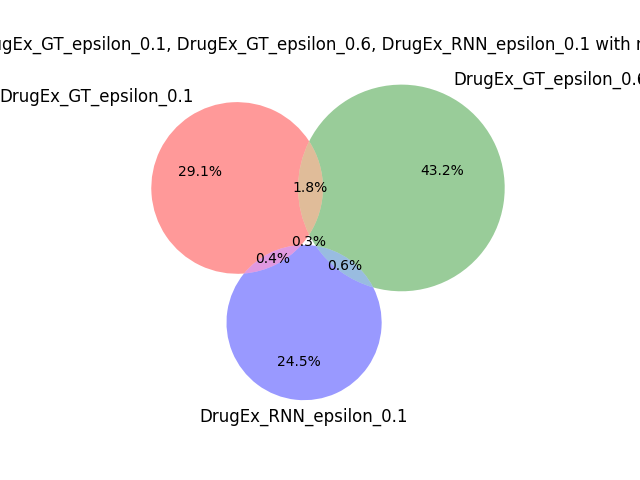 DrugEx_GT_epsilon_0.1, DrugEx_GT_epsilon_0.6, DrugEx_RNN_epsilon_0.1 with
DrugEx_GT_epsilon_0.6
DrugEx_GT_epsilon_0.1
29.1%
43.2%
1.8%
0.3%
0.4%
0.6%
24.5%
DrugEx_RNN_epsilon_0.1